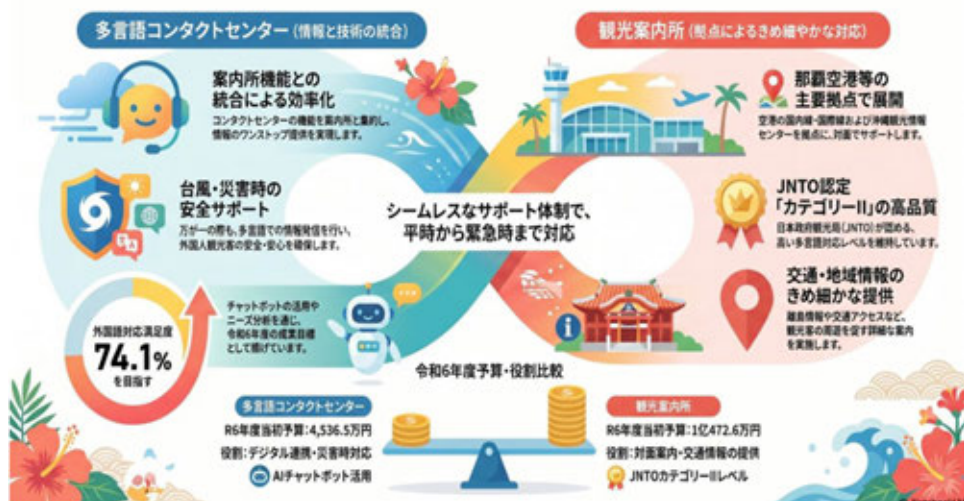 多言語コンタクトセンター(情報と技術の統合)
案内所機能との
統合による効率化
コンタクトセンターの機能を案内所と集約し、
情報のワンストップ提供を実現します。
台風・災害時の
安全サポート
万が一の際も、多言語での情報発信を行い、
外国人観光客の安全・安心を確保します。
外国語対応満足度
74.1%
を目指す
チャットボットの活用や
ニーズ分析を通じ、
令和6年度の成果目標
として掲げています。
シームレスなサポート体制で、
平時から緊急時まで対応
観光案内所(拠点によるきめ細やかな対応)
那覇空港等の
主要拠点で展開
空港の国内線・国際線および沖縄観光情報
センターを拠点に、対面でサポートします。
JNTO認定
「カテゴリーII」の高品質
日本政府観光局(JNTO)が認める、
高い多言語対応レベルを維持しています。
交通・地域情報の
きめ細かな提供
離島情報や交通アクセスなど、
観光客の周遊を促す詳細な案内
を実施します。
令和6年度予算・役割比較
多言語コンタクトセンター
R6年度当初予算:4,536.5万円
役割:デジタル連携・災害時対応
AIチャットボット活用
観光案内所
R6年度当初予算:1億472.6万円
役割:対面案内・交通情報の提供
JNTOカテゴリーIIレベル